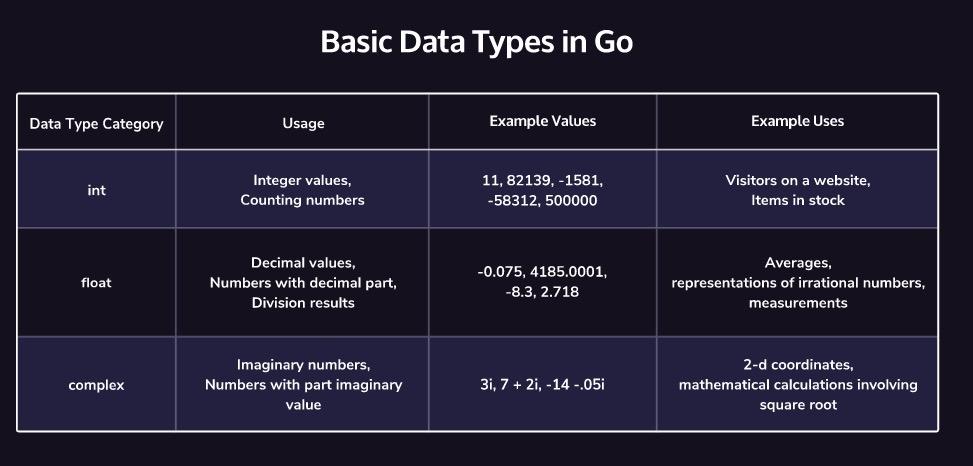 Basic Data Types in Go
Data Type Category
Usage
Example Values
Example Uses
int
Integer values,
Counting numbers
11, 82139, -1581,
-58312, 500000
Visitors on a website,
Items in stock
float
Decimal values,
Numbers with decimal part,
Division results
-0.075, 4185.0001,
-8.3, 2.718
Averages,
representations of irrational numbers,
measurements
complex
Imaginary numbers,
Numbers with part imaginary
value
3i, 7 + 2i, -14 -.05i
2-d coordinates,
mathematical calculations involving
square root